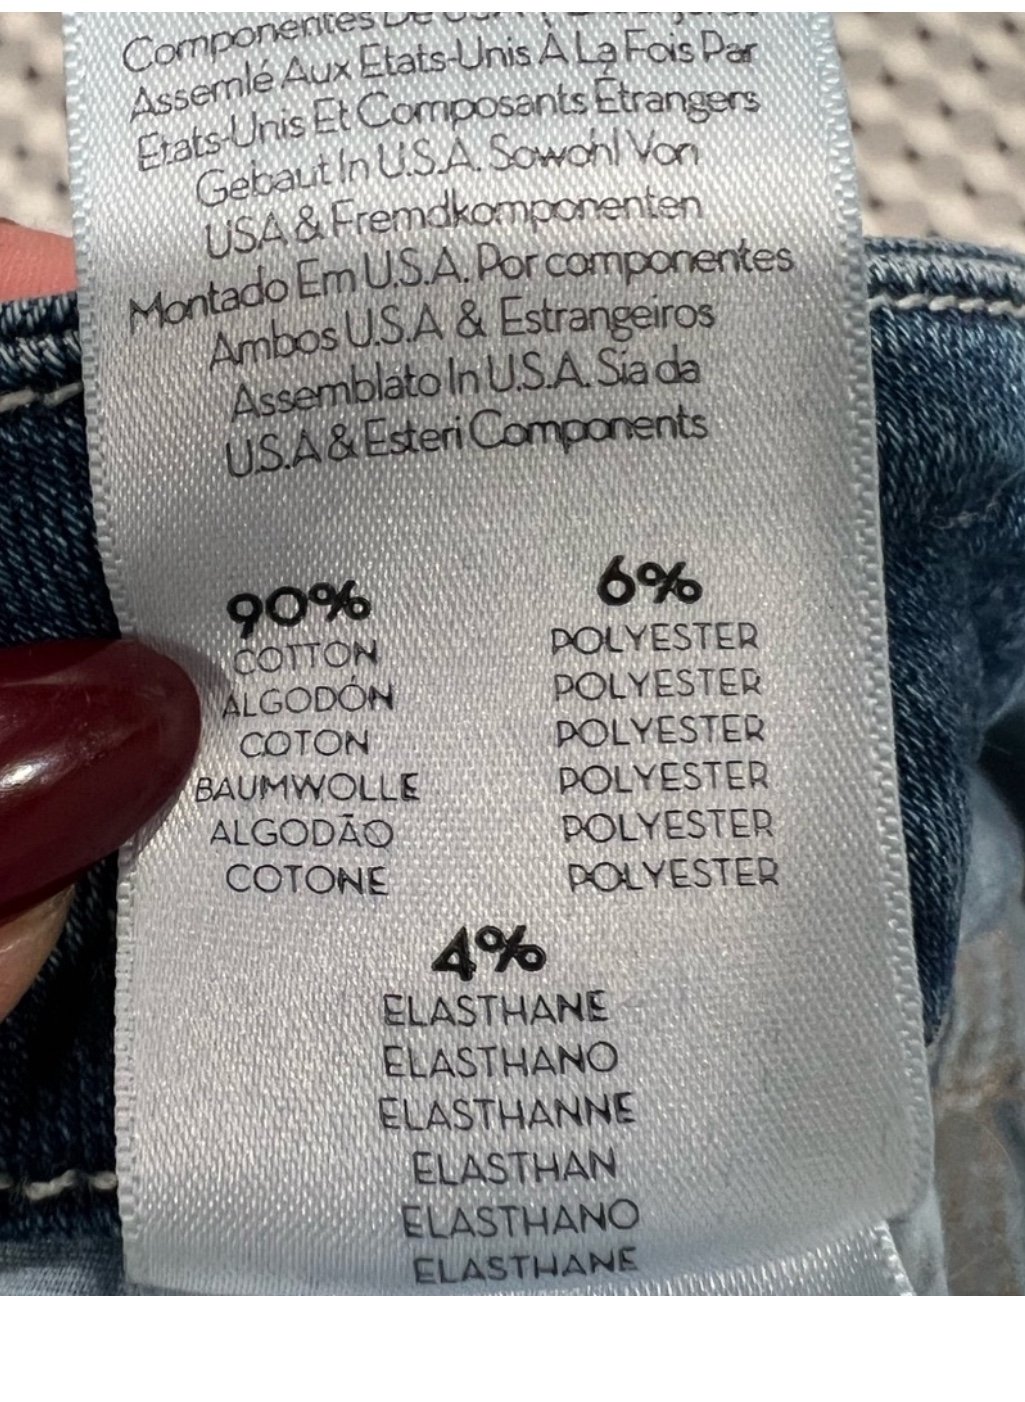 Componentes De U.S.A
Assemlé Aux Etats-Unis À La Fois Par
Etats-Unis Et Composants Étrangers
Gebaut In U.S.A. Sowohl Von
USA & Fremdkomponenten
Montado Em U.S.A. Por componentes
Ambos U.S.A & Estrangeiros
Assemblato In U.S.A. Sia da
U.S.A & Esteri Components
90%
COTTON
ALGODÓN
COTON
BAUMWOLLE
ALGODÃO
COTONE
6%
POLYESTER
POLYESTER
POLYESTER
POLYESTER
POLYESTER
POLYESTER
4%
ELASTHANE
ELASTHANO
ELASTHANNE
ELASTHAN
ELASTHANO
ELASTHANE